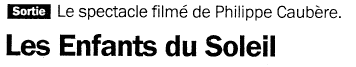 Sortie Le spectacle filmé de Philippe Caubère.
Les Enfants du Soleil